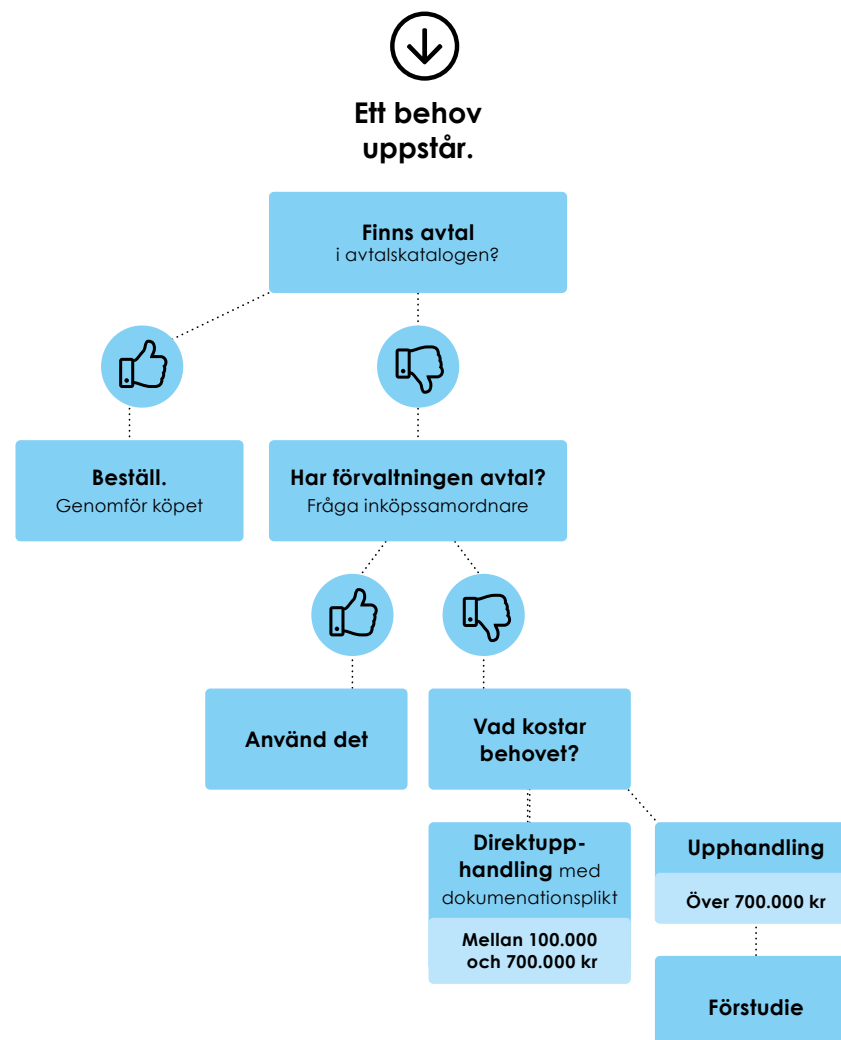 Ett behov
uppstår.
Finns avtal
i avtalskatalogen?
Beställ.
Genomför köpet
Har förvaltningen avtal?
Fråga inköpssamordnare
Använd det
Vad kostar
behovet?
Direktupp-
handling med
dokumenationsplikt
Mellan 100.000
och 700.000 kr
Upphandling
Över 700.000 kr
Förstudie